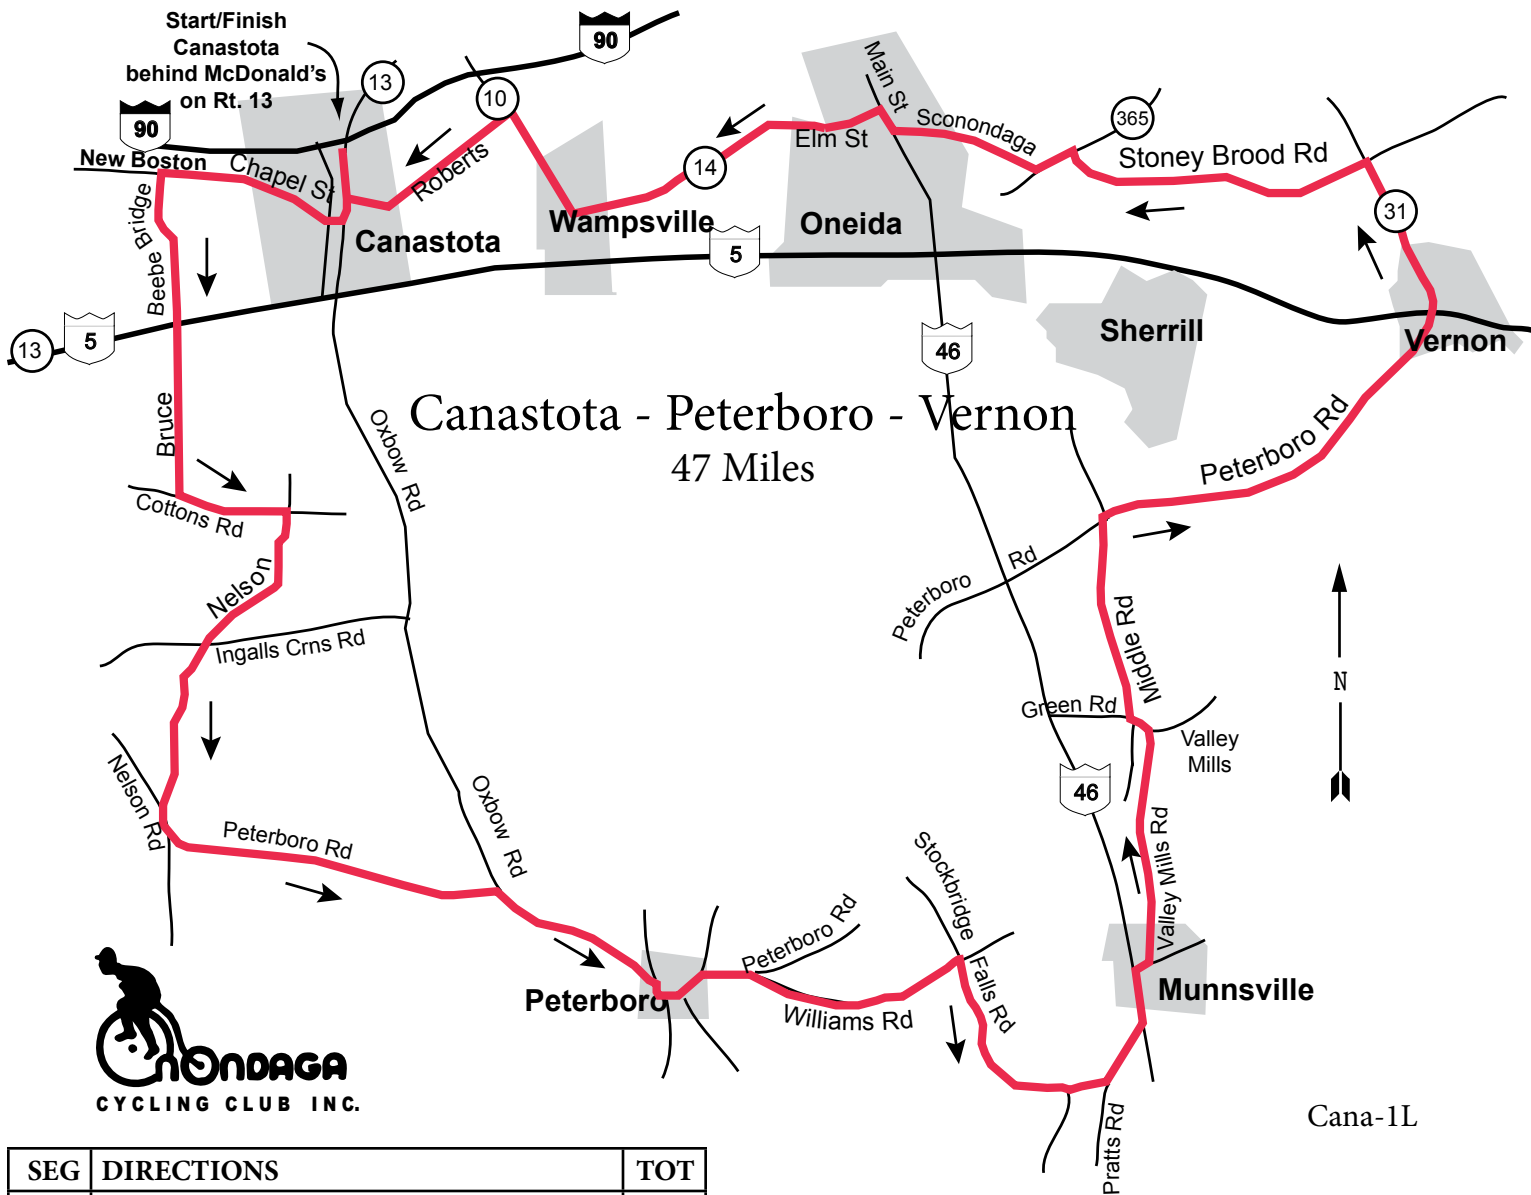 Start/Finish
Canastota
behind McDonald's
on Rt. 13
90
13
90
10
Main St
365
New Boston
Chapel St
Roberts
14
Elm St
Sconondaga
Stoney Brood Rd
31
Beebe Bridge
Canastota
Wampsville
Oneida
5
13
5
46
Sherrill
Vernon
Canastota - Peterboro - Vernon
47 Miles
Bruce
Oxbow Rd
Peterboro Rd
Cottons Rd
Nelson
Peterboro Rd
Middle Rd
N
Ingalls Crns Rd
Green Rd
Valley
Mills
Nelson Rd
Peterboro Rd
Oxbow Rd
46
Valley Mills Rd
Stockbridge Falls Rd
Peterboro Rd
Peterboro
Williams Rd
Munnsville
OnONDAGA
CYCLING CLUB INC.
Pratts Rd
Cana-1L
SEG DIRECTIONS TOT